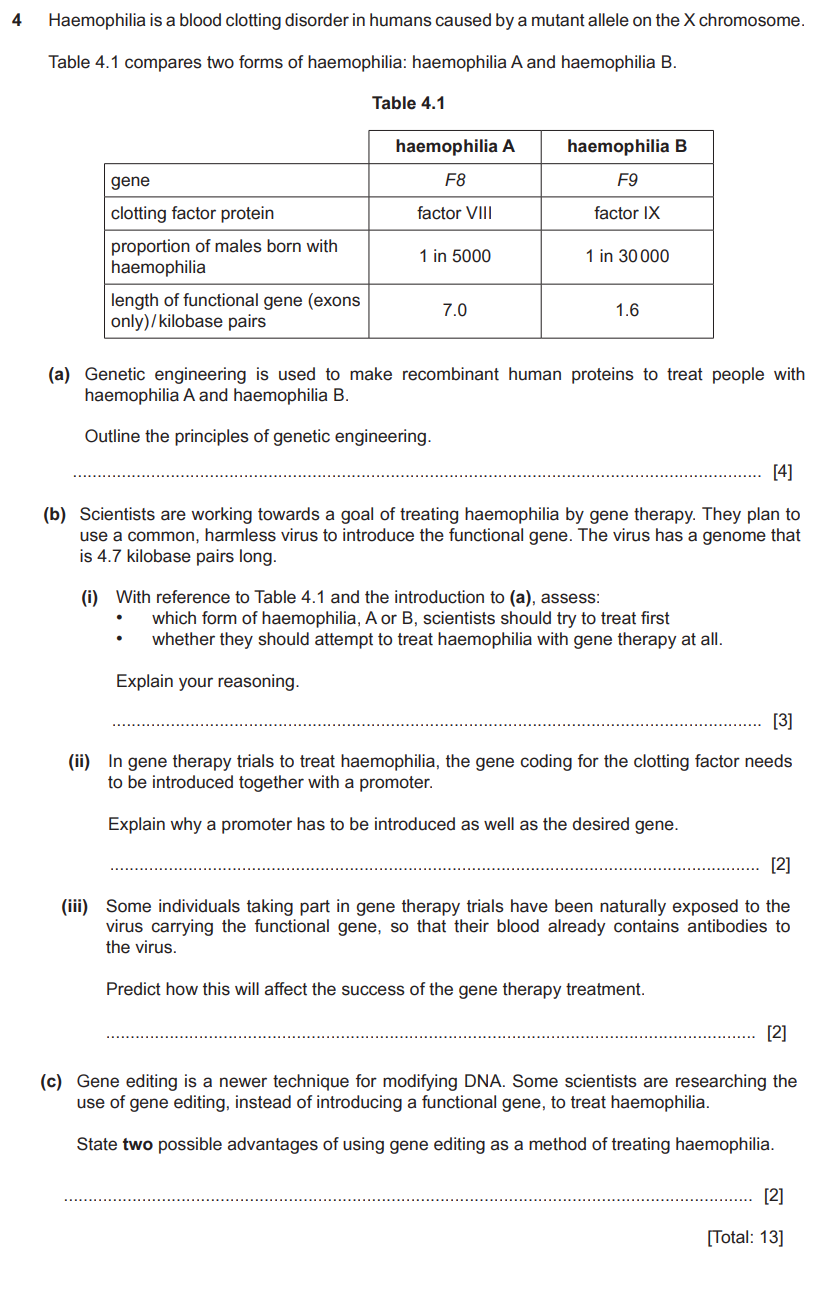 4 Haemophilia is a blood clotting disorder in humans caused by a mutant allele on the X chromosome.
Table 4.1 compares two forms of haemophilia: haemophilia A and haemophilia B.
Table 4.1
haemophilia A haemophilia B
gene F8 F9
clotting factor protein factor VIII factor IX
proportion of males born with
haemophilia 1 in 5000 1 in 30 000
length of functional gene (exons
only)/kilobase pairs 7.0 1.6
(a) Genetic engineering is used to make recombinant human proteins to treat people with
haemophilia A and haemophilia B.
Outline the principles of genetic engineering.
[4]
(b) Scientists are working towards a goal of treating haemophilia by gene therapy. They plan to
use a common, harmless virus to introduce the functional gene. The virus has a genome that
is 4.7 kilobase pairs long.
(i) With reference to Table 4.1 and the introduction to (a), assess:
• which form of haemophilia, A or B, scientists should try to treat first
• whether they should attempt to treat haemophilia with gene therapy at all.
Explain your reasoning.
[3]
(ii) In gene therapy trials to treat haemophilia, the gene coding for the clotting factor needs
to be introduced together with a promoter.
Explain why a promoter has to be introduced as well as the desired gene.
[2]
(iii) Some individuals taking part in gene therapy trials have been naturally exposed to the
virus carrying the functional gene, so that their blood already contains antibodies to
the virus.
Predict how this will affect the success of the gene therapy treatment.
[2]
(c) Gene editing is a newer technique for modifying DNA. Some scientists are researching the
use of gene editing, instead of introducing a functional gene, to treat haemophilia.
State two possible advantages of using gene editing as a method of treating haemophilia.
[2]
[Total: 13]